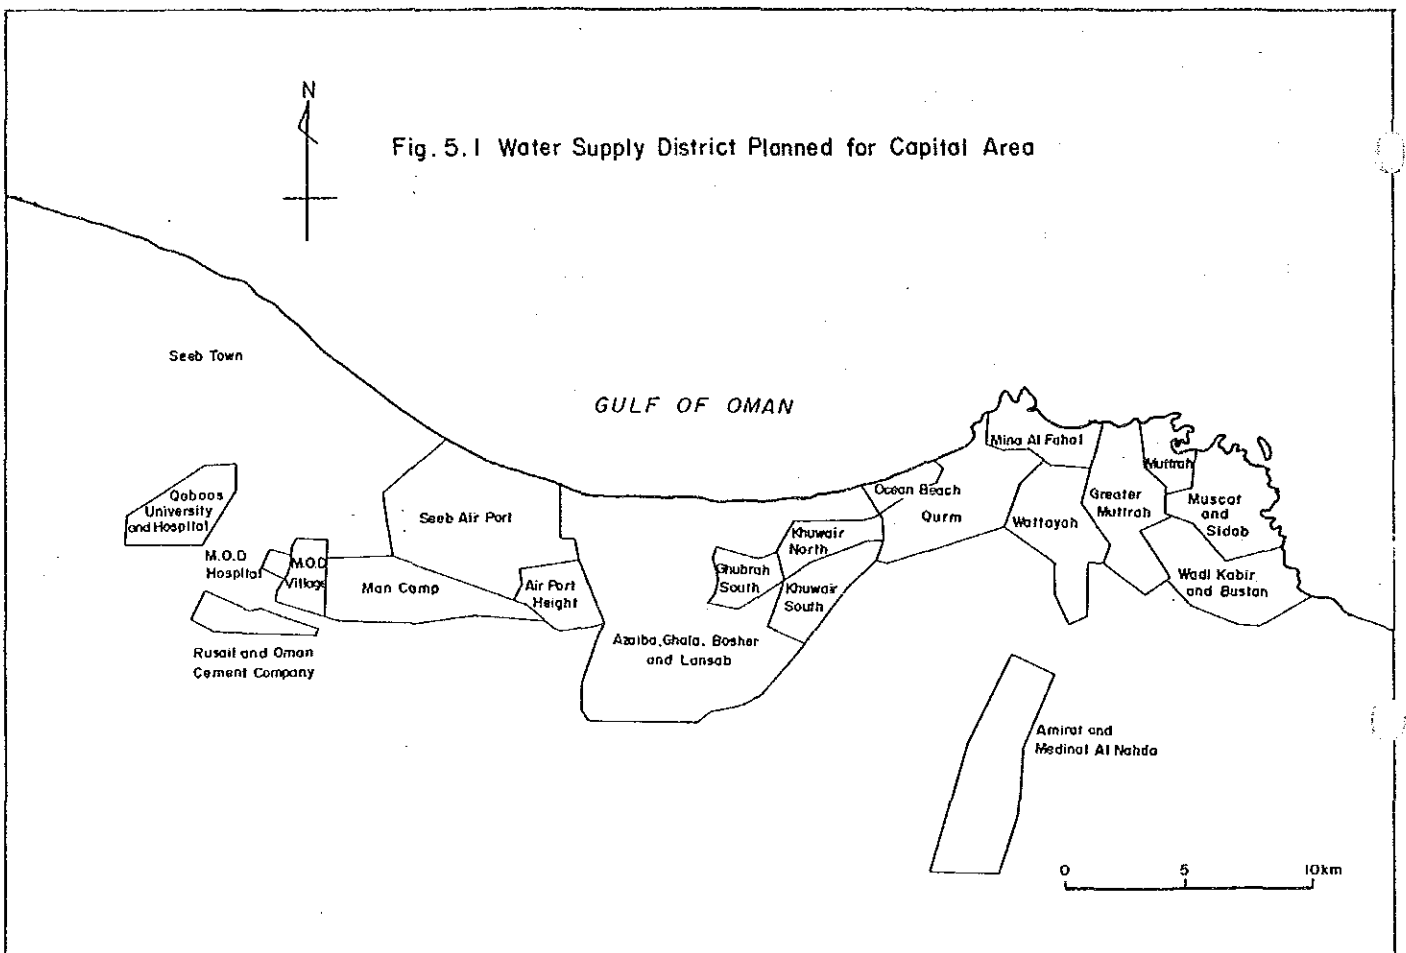 N
Fig. 5.1 Water Supply District Planned for Capital Area
Seeb Town
GULF OF OMAN
Mina Al Fahal
Muttrah
Ocean Beach
Qaboos
University
and Hospital
Seeb Air Port
Qurm
Wattayah
Greater
Muttrah
Muscat
and
Sidab
Khuwair
North
M.O.D
Hospital
M.O.D
Village
Man Camp
Air Port
Height
Ghubrah
South
Khuwair
South
Wadi Kabir
and Bustan
Rusail and Oman
Cement Company
Azaiba, Ghala, Bosher
and Lansab
Amirat and
Medinat Al Nahda
0 5 10km